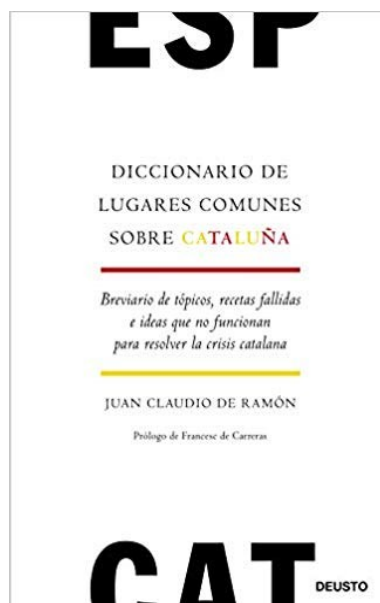 ESP
DICCIONARIO DE
LUGARES COMUNES
SOBRE CATALUÑA
Breviario de tópicos, recetas fallidas
e ideas que no funcionan
para resolver la crisis catalana
JUAN CLAUDIO DE RAMÓN
Prólogo de Francesc de Carreras
CAT
DEUSTO